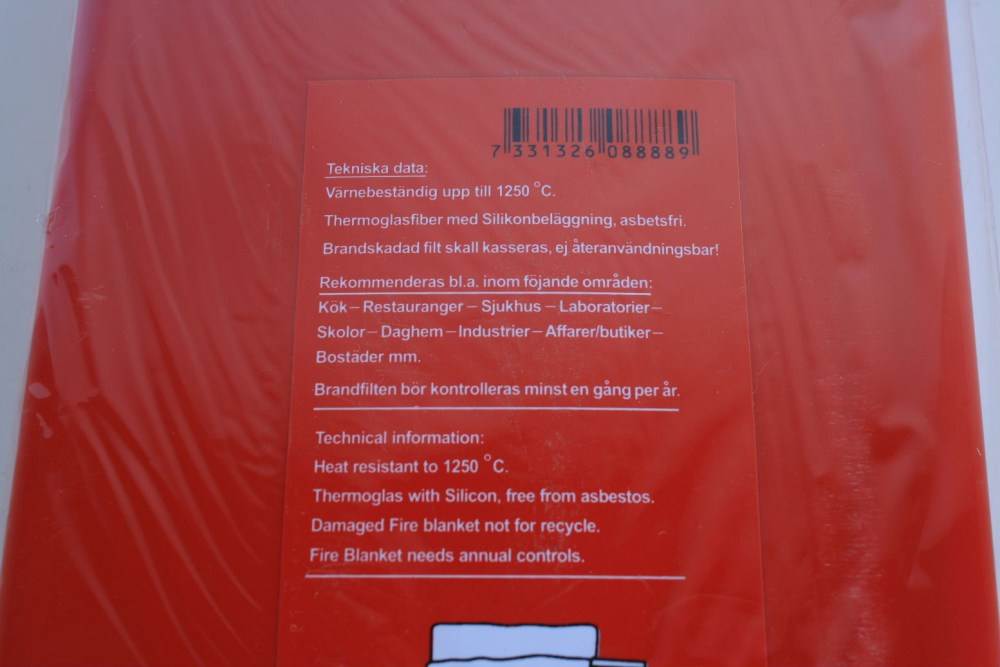 7 331326 088889
Tekniska data:
Värnebeständig upp till 1250 °C.
Thermoglasfiber med Silikonbeläggning, asbetsfri.
Brandskadad filt skall kasseras, ej återanvändningsbar!
Rekommenderas bl.a. inom föjande områden:
Kök – Restauranger – Sjukhus – Laboratorier –
Skolor – Daghem – Industrier – Affarer/butiker –
Bostäder mm.
Brandfilten bör kontrolleras minst en gång per år.
Technical information:
Heat resistant to 1250 °C.
Thermoglas with Silicon, free from asbestos.
Damaged Fire blanket not for recycle.
Fire Blanket needs annual controls.